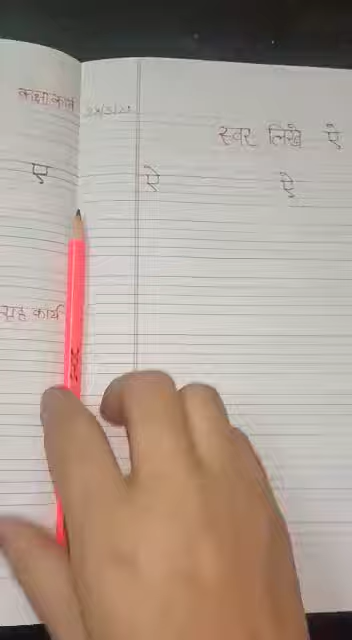 कक्षा कार्य
स्वर लिखें ऐ
ए ऐ ऐ
गृह कार्य